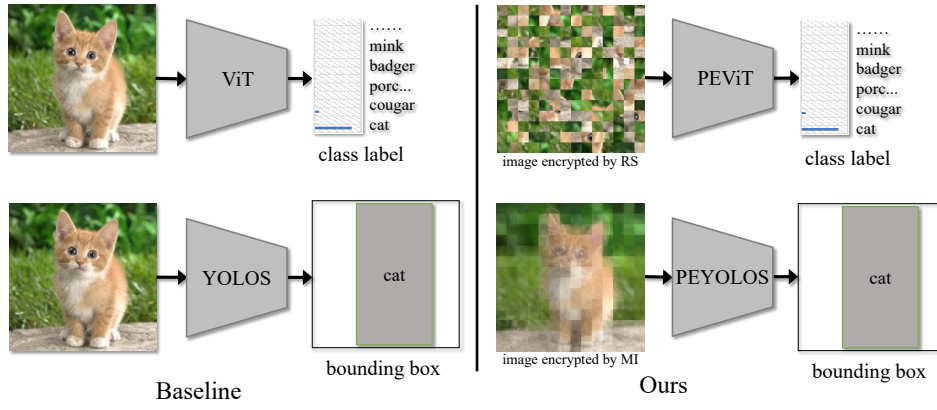 ViT
......
mink
badger
porc...
cougar
cat
class label
image encrypted by RS
PEViT
......
mink
badger
porc...
cougar
cat
class label
YOLOS
cat
bounding box
Baseline
image encrypted by MI
PEYOLOS
cat
bounding box
Ours